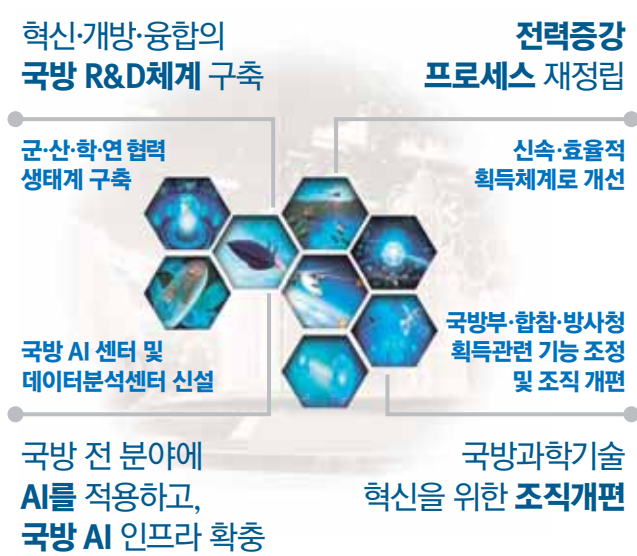 혁신·개방·융합의
국방 R&D체계 구축
전력증강
프로세스 재정립
군·산·학·연 협력
생태계 구축
신속·효율적
획득체계로 개선
국방 AI 센터 및
데이터분석센터 신설
국방부·합참·방사청
획득관련 기능 조정
및 조직 개편
국방 전 분야에
AI를 적용하고,
국방 AI 인프라 확충
국방과학기술
혁신을 위한 조직개편